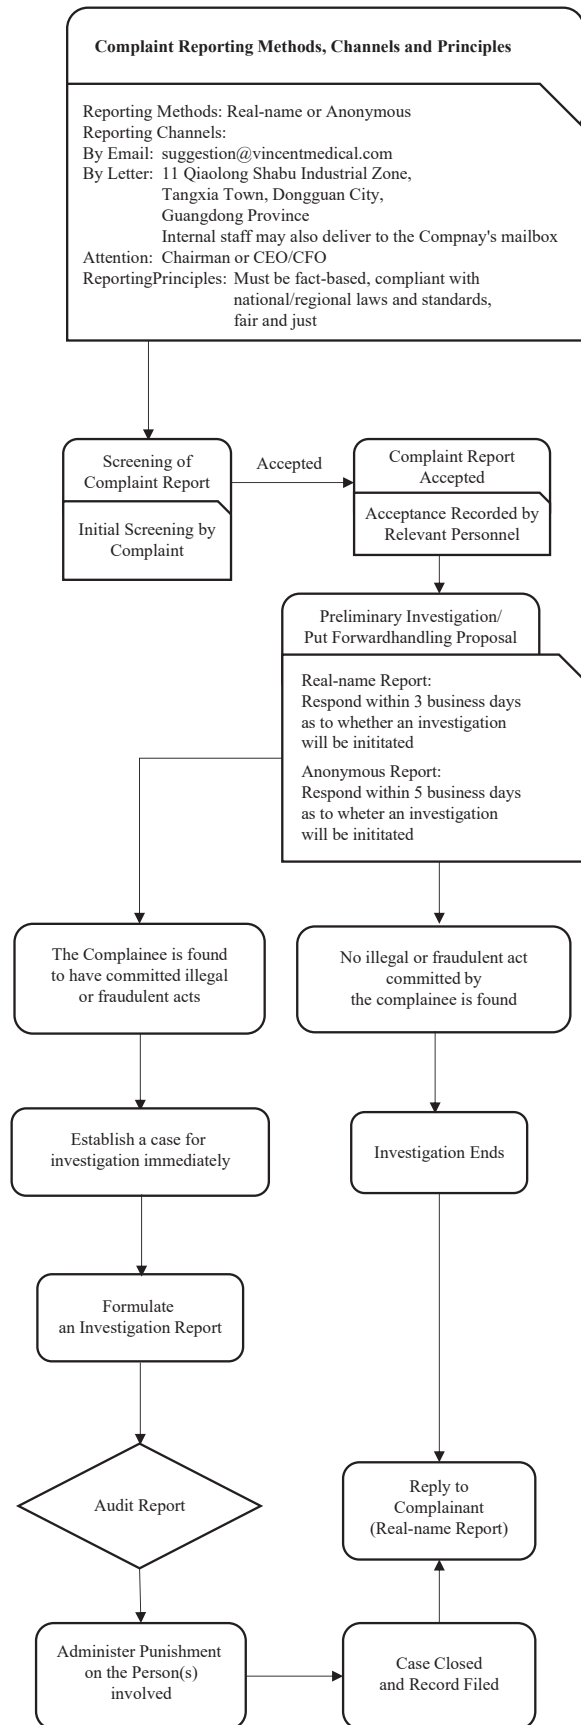 Complaint Reporting Methods, Channels and Principles
Reporting Methods: Real-name or Anonymous
Reporting Channels:
By Email: suggestion@vincentmedical.com
By Letter: 11 Qiaolong Shabu Industrial Zone,
Tangxia Town, Dongguan City,
Guangdong Province
Internal staff may also deliver to the Compnay's mailbox
Attention: Chairman or CEO/CFO
ReportingPrinciples: Must be fact-based, compliant with
national/regional laws and standards,
fair and just
Screening of
Complaint Report
Initial Screening by
Complaint
Accepted
Complaint Report
Accepted
Acceptance Recorded by
Relevant Personnel
Preliminary Investigation/
Put Forwardhandling Proposal
Real-name Report:
Respond within 3 business days
as to whether an investigation
will be inititated
Anonymous Report:
Respond within 5 business days
as to wheter an investigation
will be inititated
The Complainee is found
to have committed illegal
or fraudulent acts
No illegal or fraudulent act
committed by
the complainee is found
Establish a case for
investigation immediately
Investigation Ends
Formulate
an Investigation Report
Audit Report
Reply to
Complainant
(Real-name Report)
Administer Punishment
on the Person(s)
involved
Case Closed
and Record Filed